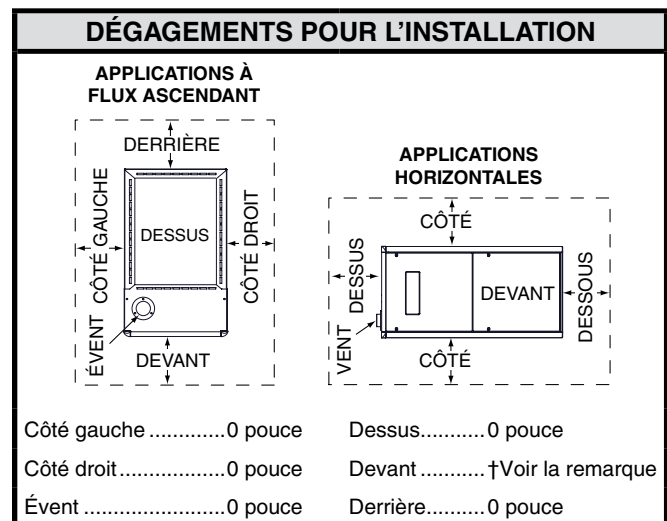 DÉGAGEMENTS POUR L'INSTALLATION
APPLICATIONS À
FLUX ASCENDANT
DERRIÈRE
CÔTÉ GAUCHE
DESSUS
CÔTÉ DROIT
ÉVENT
DEVANT
APPLICATIONS
HORIZONTALES
CÔTÉ
DESSUS
DEVANT
DESSOUS
VENT
CÔTÉ
Côté gauche .............0 pouce
Dessus...........0 pouce
Côté droit..................0 pouce
Devant ...........†Voir la remarque
Évent ........................0 pouce
Derrière..........0 pouce